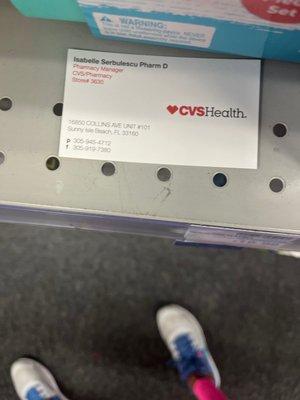 WARNING:
Set
Isabelle Serbulescu Pharm D
Pharmacy Manager
CVS/Pharmacy
Store# 3630
CVSHealth.
16850 COLLINS AVE UNIT #101
Sunny Isle Beach, FL 33160
P 305-945-4712
f 305-919-7380